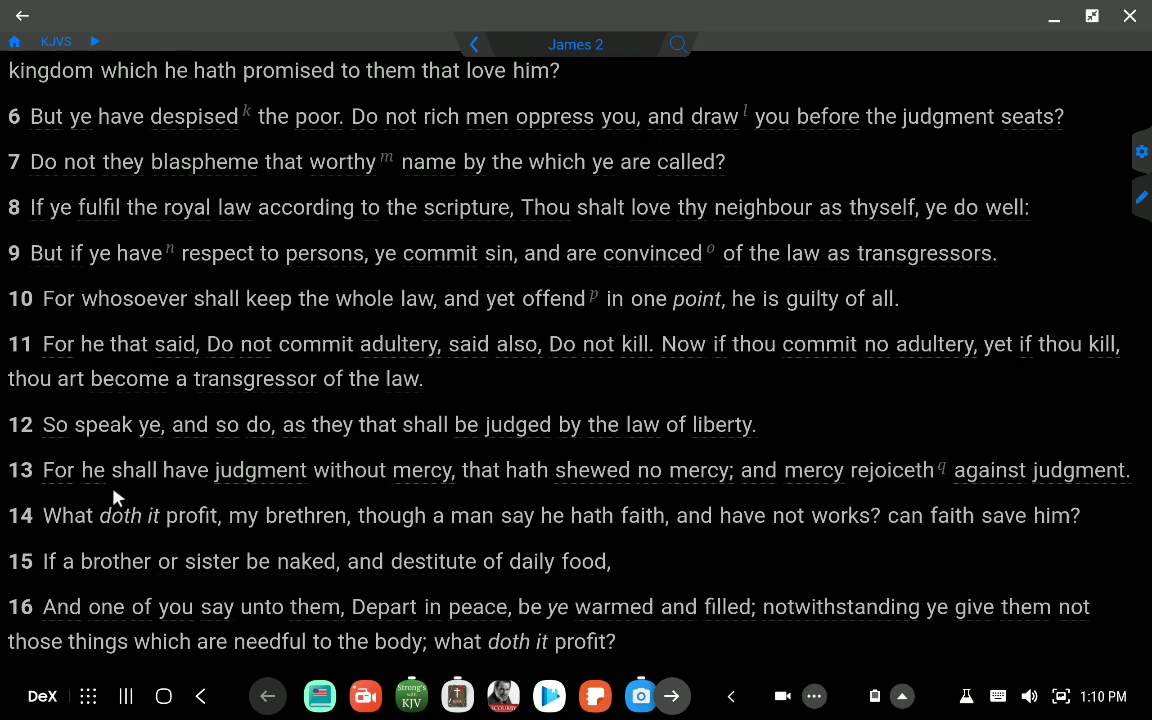 KJVS
James 2
kingdom which he hath promised to them that love him?
6 But ye have despised k the poor. Do not rich men oppress you, and draw l you before the judgment seats?
7 Do not they blaspheme that worthy m name by the which ye are called?
8 If ye fulfil the royal law according to the scripture, Thou shalt love thy neighbour as thyself, ye do well:
9 But if ye have n respect to persons, ye commit sin, and are convinced o of the law as transgressors.
10 For whosoever shall keep the whole law, and yet offend p in one point, he is guilty of all.
11 For he that said, Do not commit adultery, said also, Do not kill. Now if thou commit no adultery, yet if thou kill,
thou art become a transgressor of the law.
12 So speak ye, and so do, as they that shall be judged by the law of liberty.
13 For he shall have judgment without mercy, that hath shewed no mercy; and mercy rejoiceth q against judgment.
14 What doth it profit, my brethren, though a man say he hath faith, and have not works? can faith save him?
15 If a brother or sister be naked, and destitute of daily food,
16 And one of you say unto them, Depart in peace, be ye warmed and filled; notwithstanding ye give them not
those things which are needful to the body; what doth it profit?
DeX
Strong's
with
KJV
SCOURBY
1:10 PM